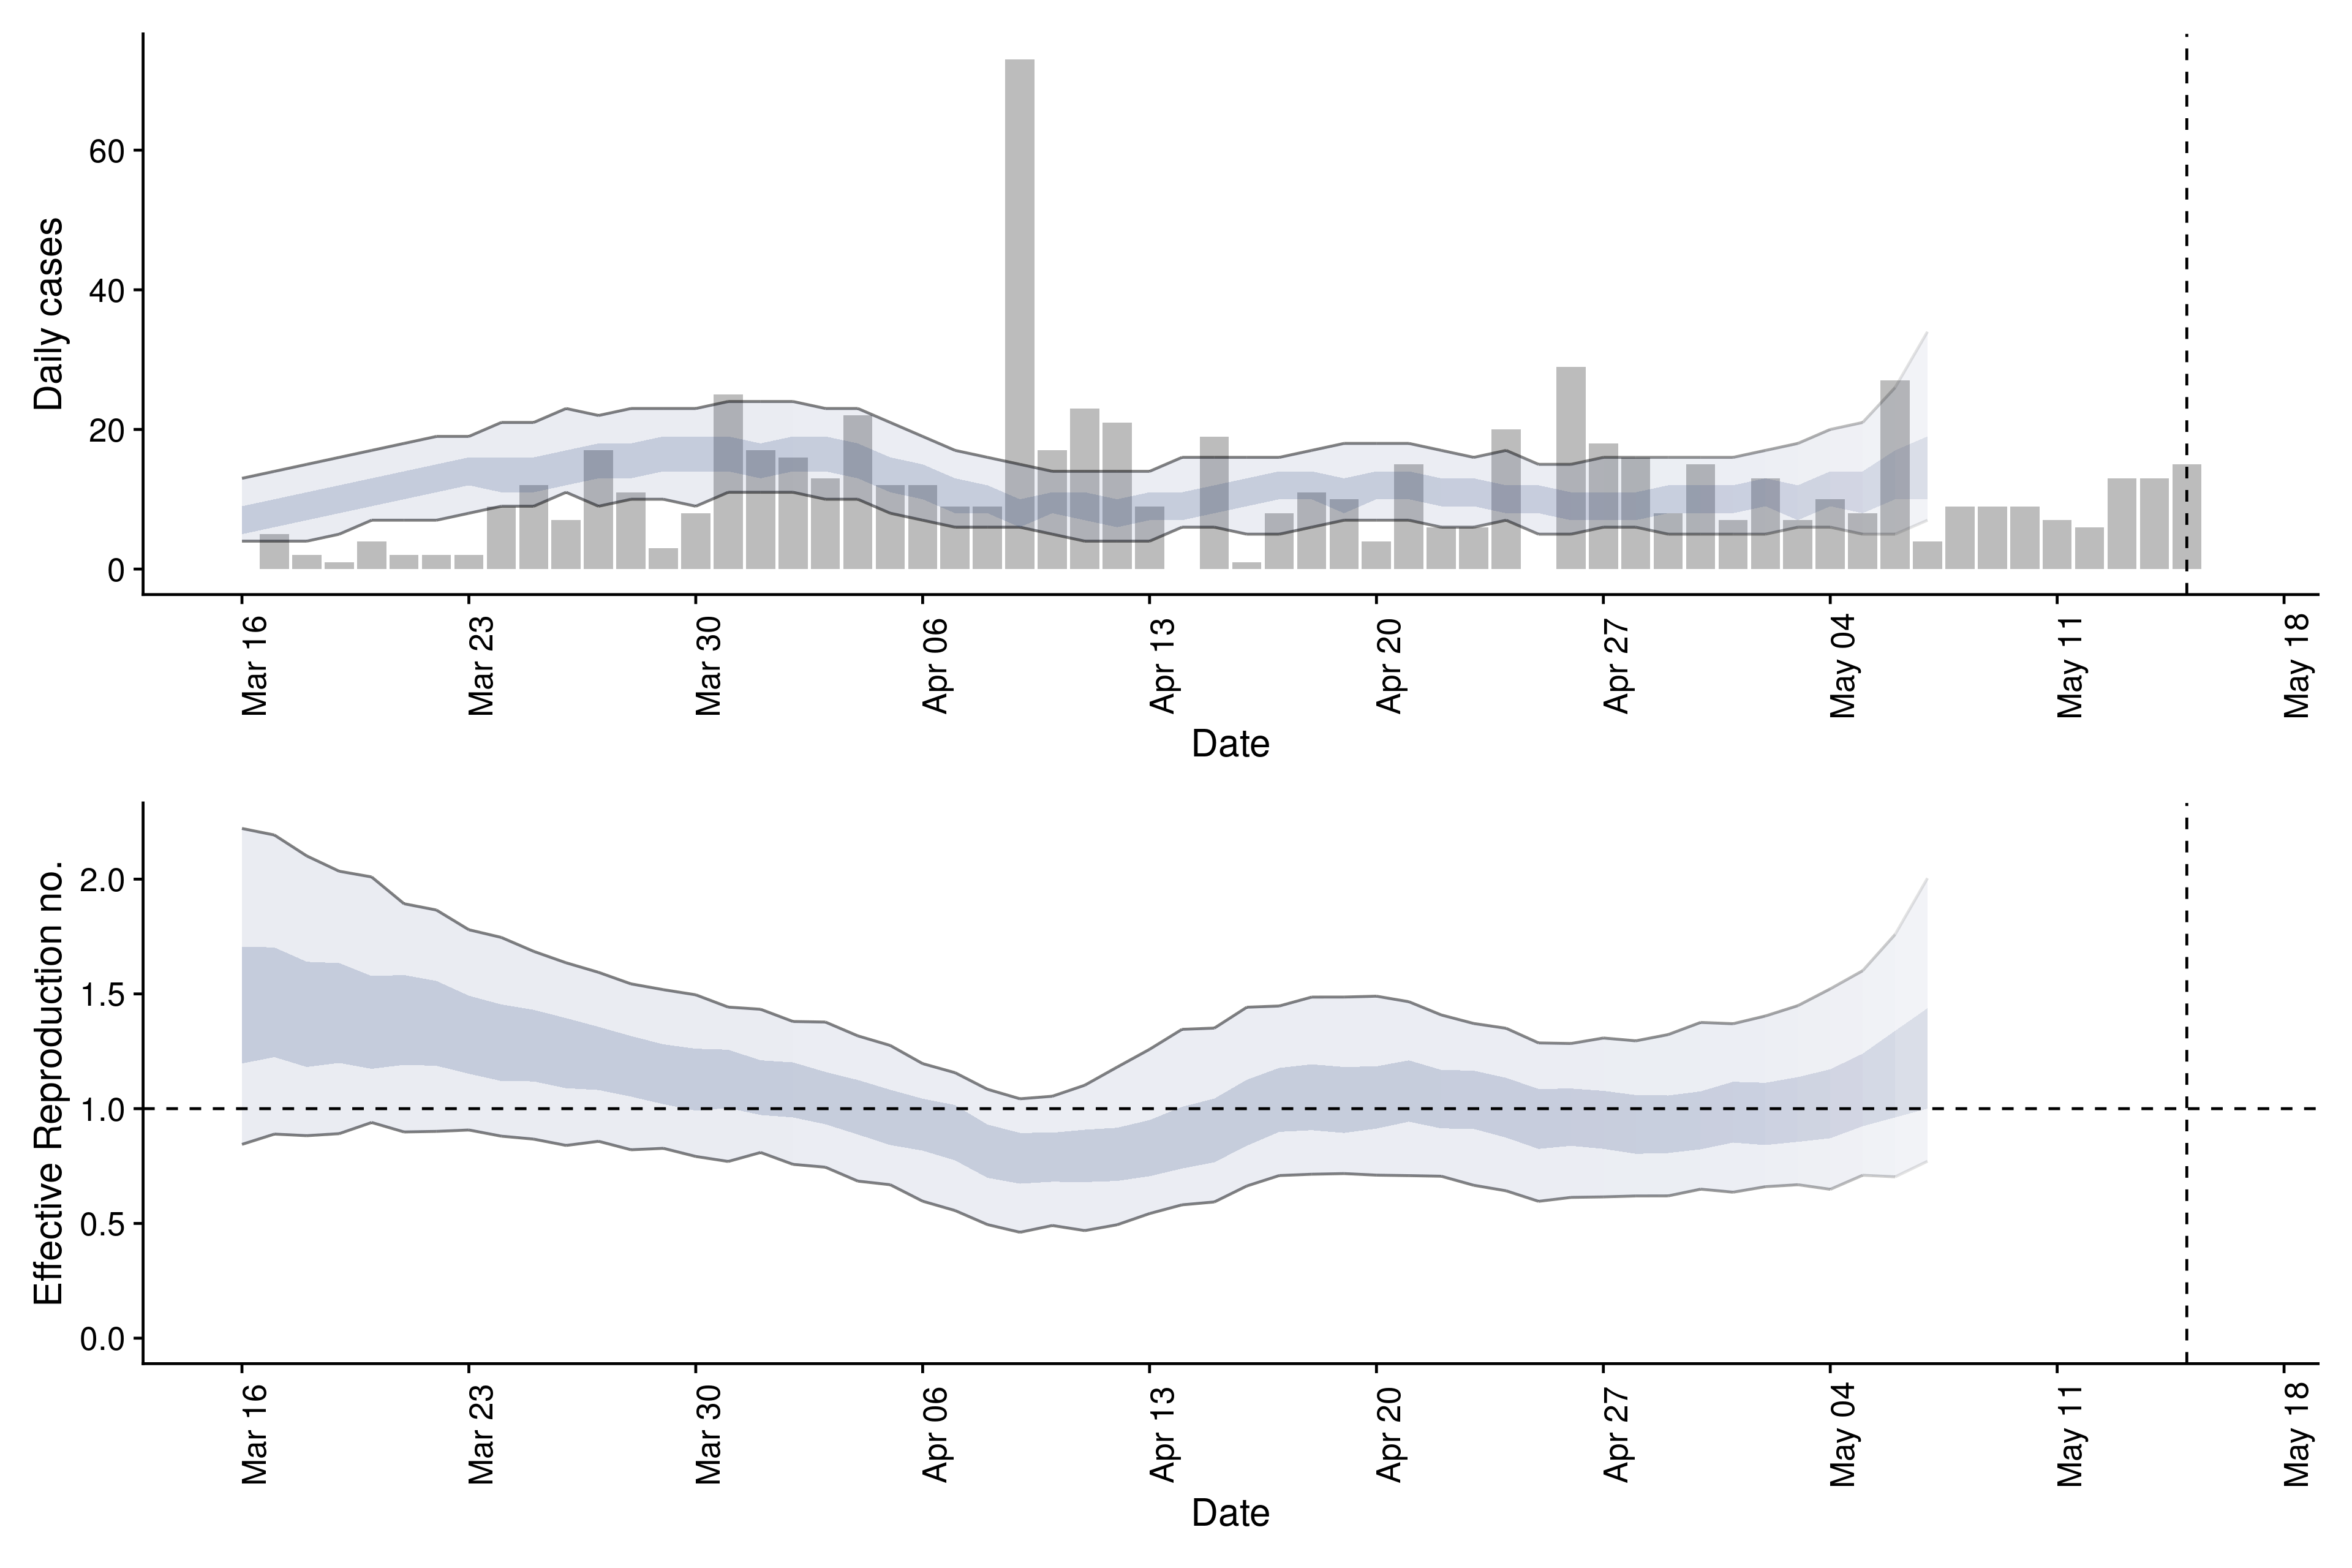 Daily cases
60
40
20
0
Mar 16
Mar 23
Mar 30
Apr 06
Apr 13
Apr 20
Apr 27
May 04
May 11
May 18
Date
Effective Reproduction no.
2.0
1.5
1.0
0.5
0.0
Mar 16
Mar 23
Mar 30
Apr 06
Apr 13
Apr 20
Apr 27
May 04
May 11
May 18
Date